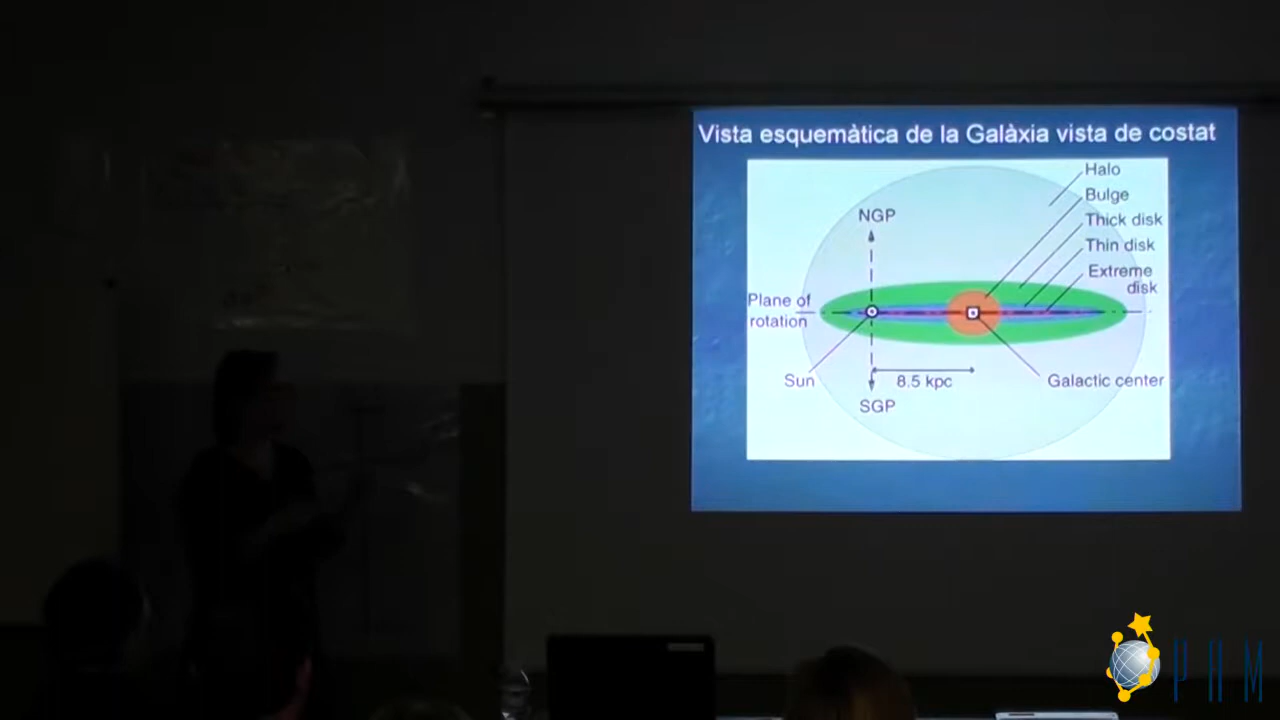 Vista esquemàtica de la Galàxia vista de costat
Halo
Bulge
Thick disk
Thin disk
Extreme
disk
NGP
Plane of
rotation
Sun
8.5 kpc
Galactic center
SGP